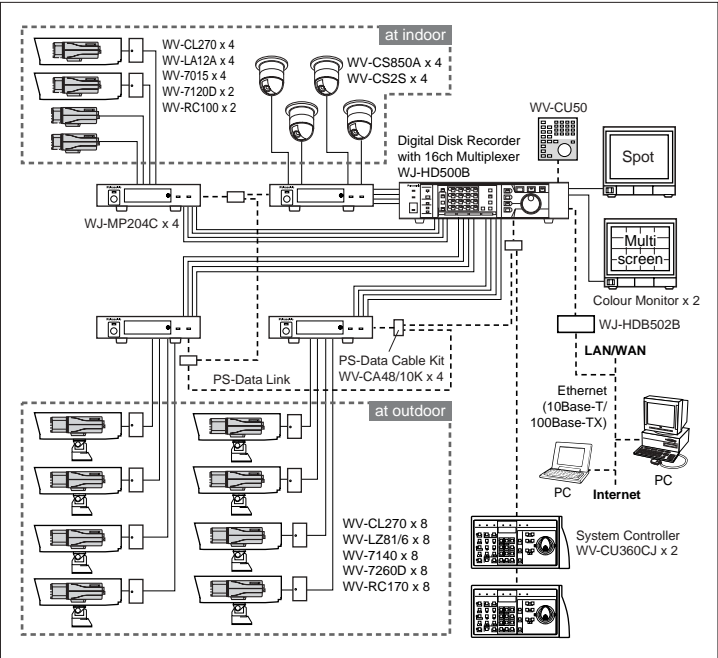 at indoor
WV-CL270 x 4
WV-LA12A x 4
WV-7015 x 4
WV-7120D x 2
WV-RC100 x 2
WV-CS850A x 4
WV-CS2S x 4
WV-CU50
Digital Disk Recorder
with 16ch Multiplexer
WJ-HD500B
Spot
WJ-MP204C x 4
Multi
screen
Colour Monitor x 2
WJ-HDB502B
LAN/WAN
PS-Data Cable Kit
WV-CA48/10K x 4
PS-Data Link
Ethernet
(10Base-T/
100Base-TX)
at outdoor
PC
Internet
PC
WV-CL270 x 8
WV-LZ81/6 x 8
WV-7140 x 8
WV-7260D x 8
WV-RC170 x 8
System Controller
WV-CU360CJ x 2